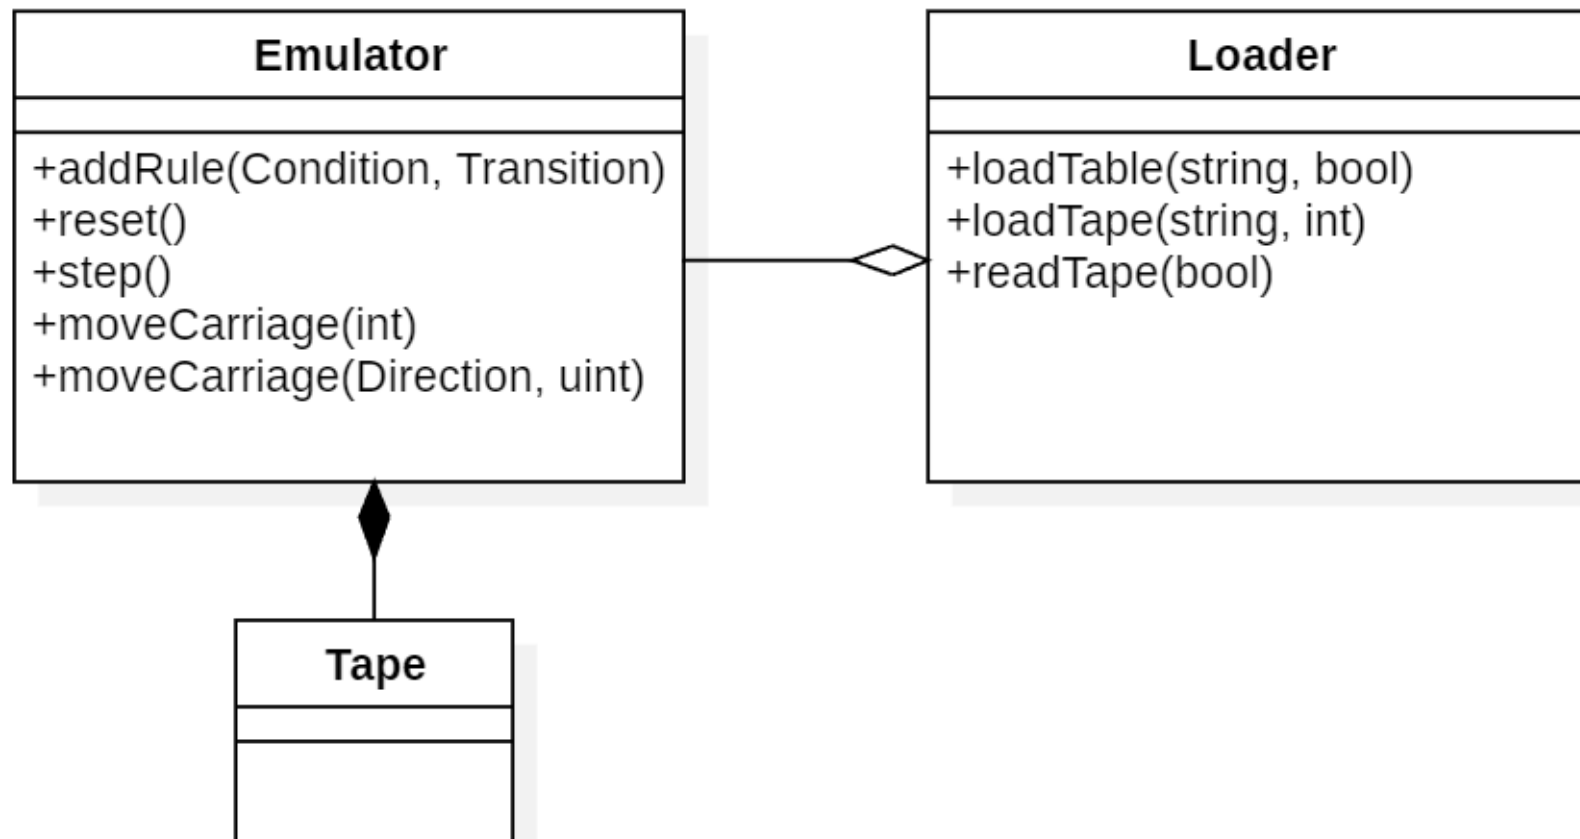 Emulator
+addRule(Condition, Transition)
+reset()
+step()
+moveCarriage(int)
+moveCarriage(Direction, uint)
Loader
+loadTable(string, bool)
+loadTape(string, int)
+readTape(bool)
Tape